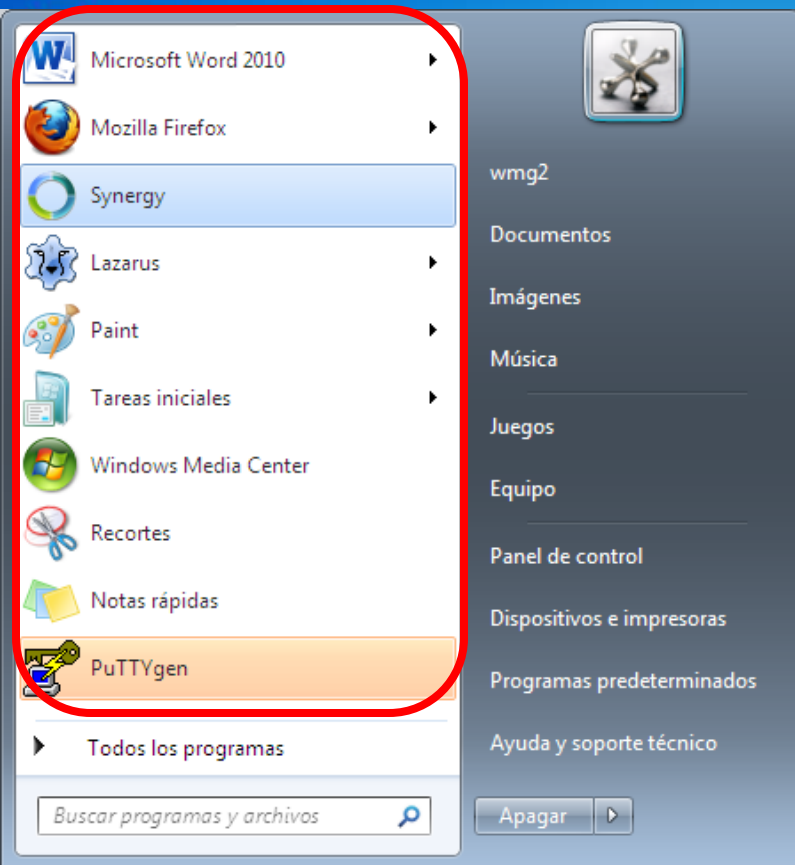 Microsoft Word 2010
Mozilla Firefox
Synergy
Lazarus
Paint
Tareas iniciales
Windows Media Center
Recortes
Notas rápidas
PuTTYgen
Todos los programas
Buscar programas y archivos
wmg2
Documentos
Imágenes
Música
Juegos
Equipo
Panel de control
Dispositivos e impresoras
Programas predeterminados
Ayuda y soporte técnico
Apagar